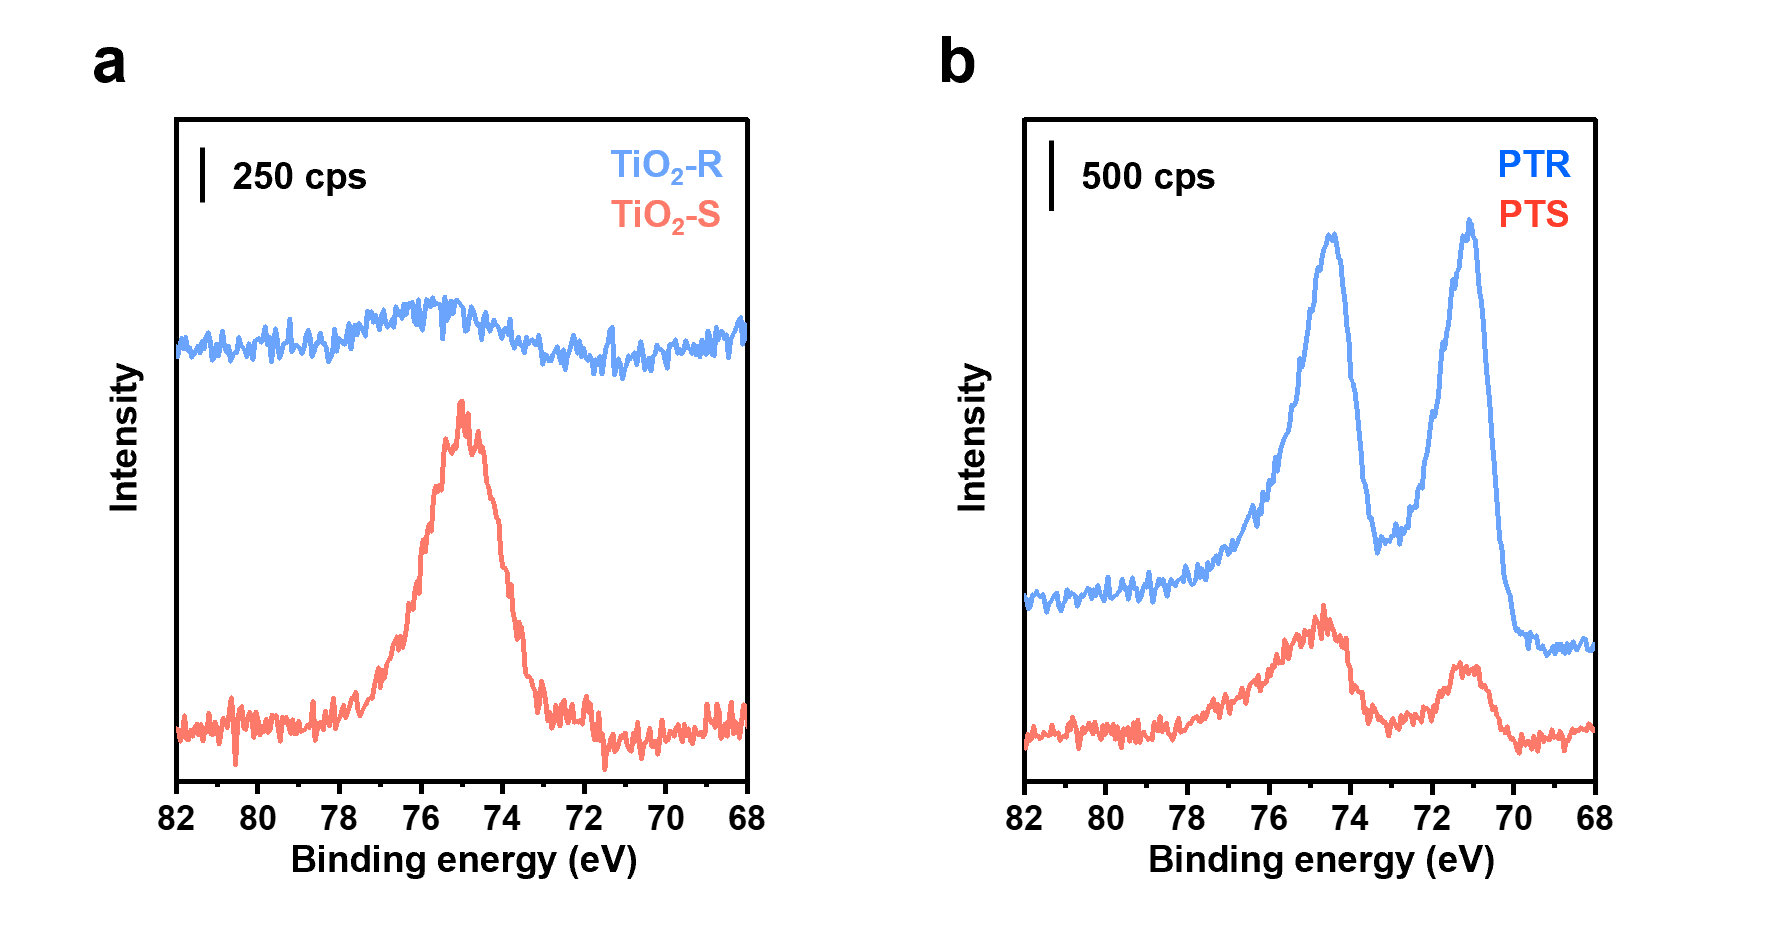 a
250 cps
TiO₂-R
TiO₂-S
Intensity
82 80 78 76 74 72 70 68
Binding energy (eV)
b
500 cps
PTR
PTS
Intensity
82 80 78 76 74 72 70 68
Binding energy (eV)